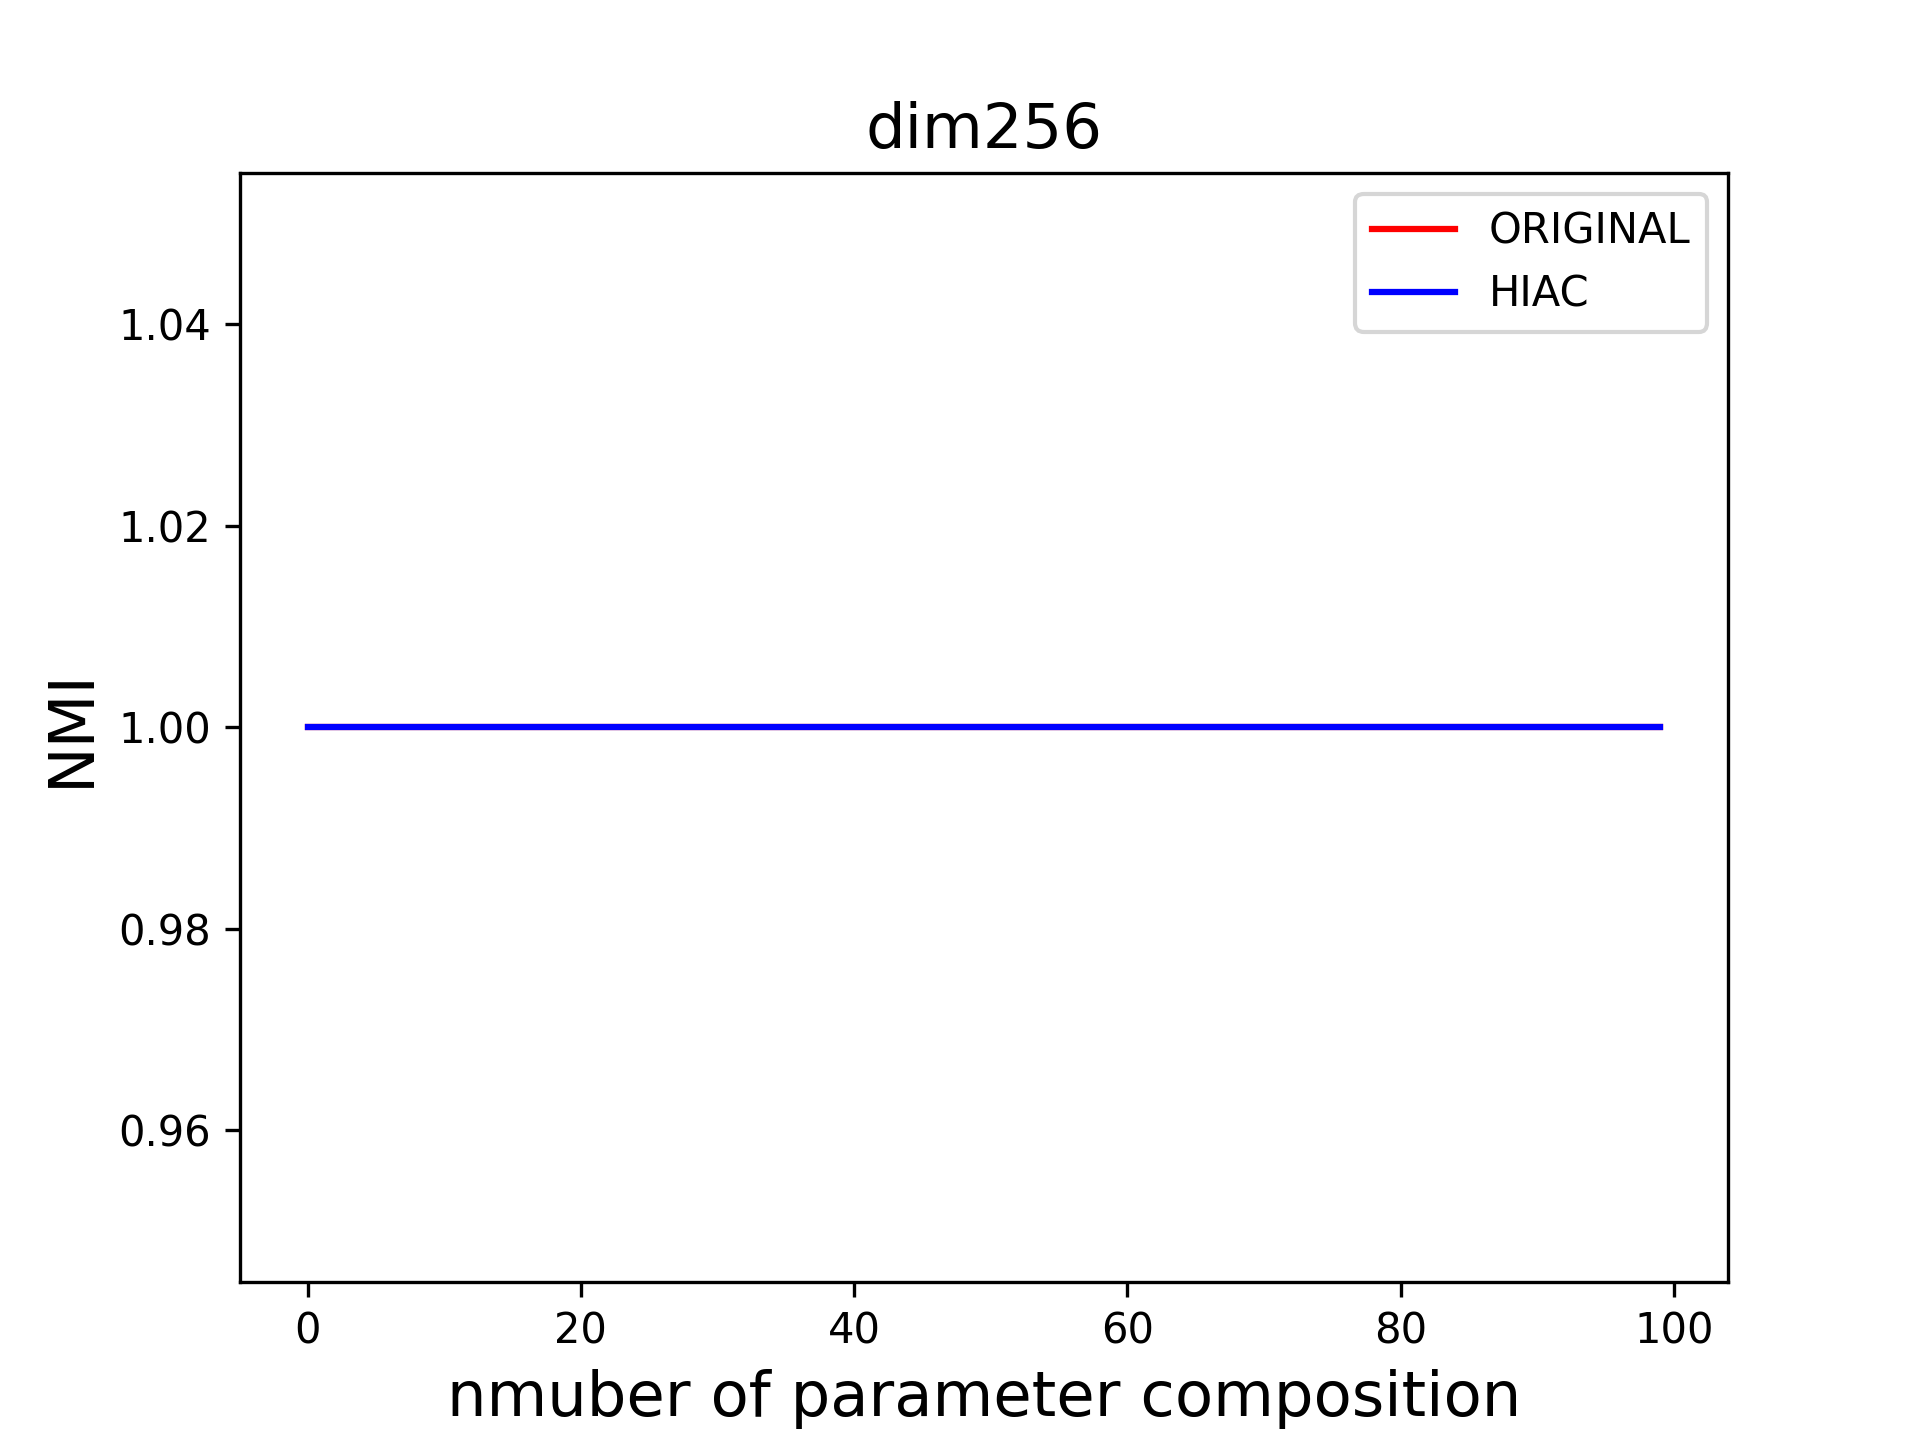 dim256
ORIGINAL
HIAC
1.04
1.02
1.00
0.98
0.96
NMI
0 20 40 60 80 100
nmuber of parameter composition